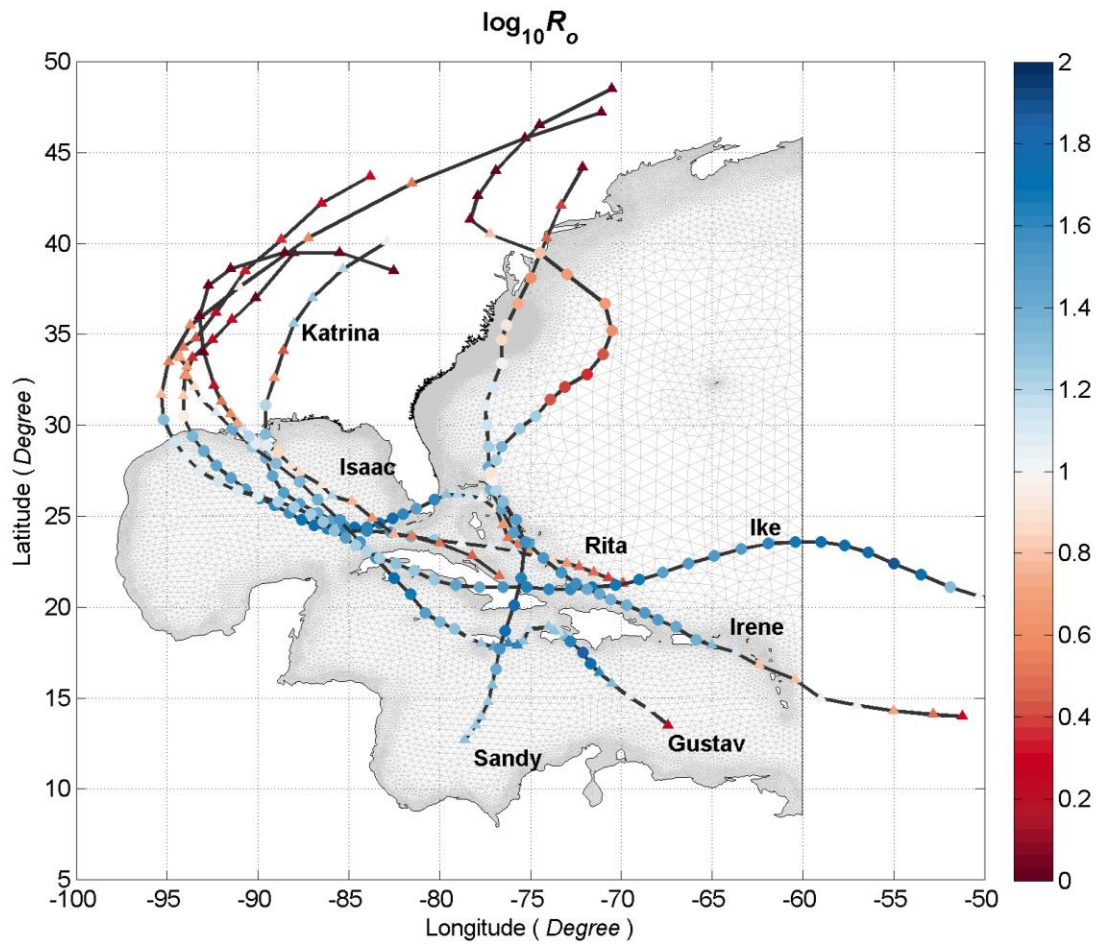 log10Ro
50
45
40
35
30
25
20
15
10
5
Latitude ( Degree )
Katrina
Isaac
Ike
Rita
Irene
Gustav
Sandy
-100 -95 -90 -85 -80 -75 -70 -65 -60 -55 -50
Longitude ( Degree )
2
1.8
1.6
1.4
1.2
1
0.8
0.6
0.4
0.2
0